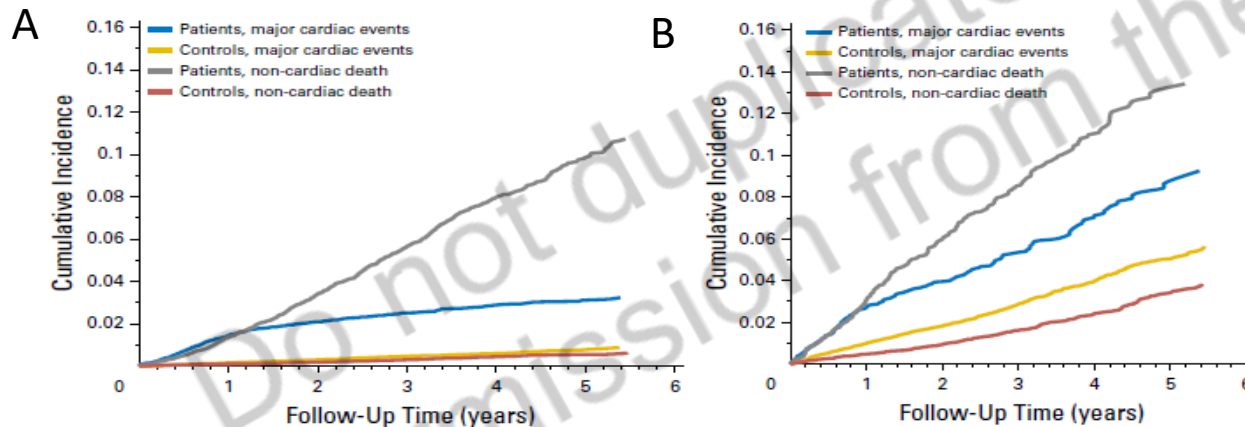 A
0.16
0.14
0.12
0.1
0.08
0.06
0.04
0.02
Cumulative Incidence
Patients, major cardiac events
Controls, major cardiac events
Patients, non-cardiac death
Controls, non-cardiac death
0 1 2 3 4 5 6
Follow-Up Time (years)
B
0.16
0.14
0.12
0.1
0.08
0.06
0.04
0.02
Cumulative Incidence
Patients, major cardiac events
Controls, major cardiac events
Patients, non-cardiac death
Controls, non-cardiac death
0 1 2 3 4 5 6
Follow-Up Time (years)
Do not duplicate
from the